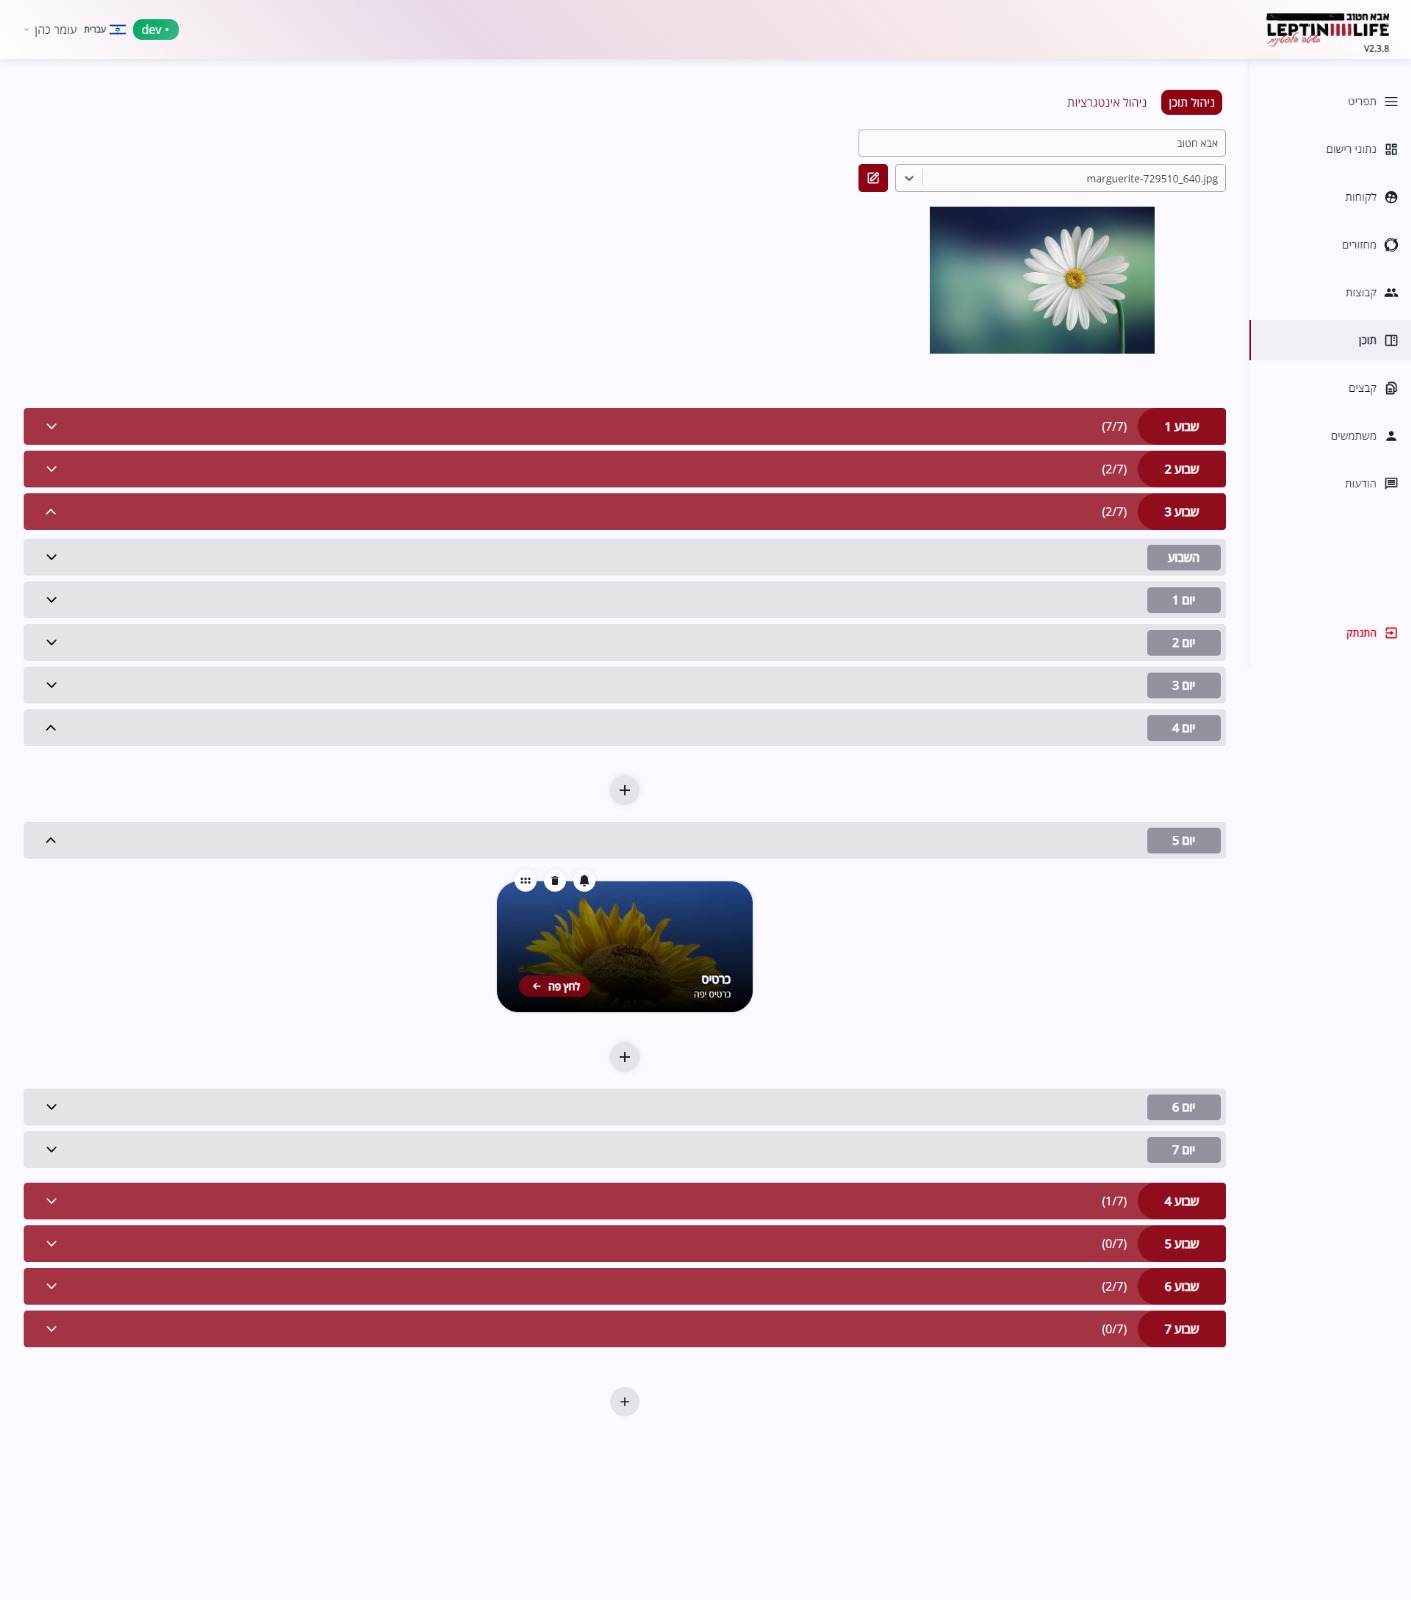 אבא חטוב
LEPTIN LIFE
בשיטה הלפטינית
V2.3.8
עומר כהן
עברית
dev
תפריט
נתוני רישום
לקוחות
מחזורים
קבוצות
תוכן
קבצים
משתמשים
הודעות
התנתק
ניהול תוכן
ניהול אינטגרציות
אבא חטוב
marguerite-729510_640.jpg
שבוע 1 (7/7)
שבוע 2 (2/7)
שבוע 3 (2/7)
השבוע
יום 1
יום 2
יום 3
יום 4
יום 5
כרטיס
כרטיס יפה
לחץ פה
יום 6
יום 7
שבוע 4 (1/7)
שבוע 5 (0/7)
שבוע 6 (2/7)
שבוע 7 (0/7)